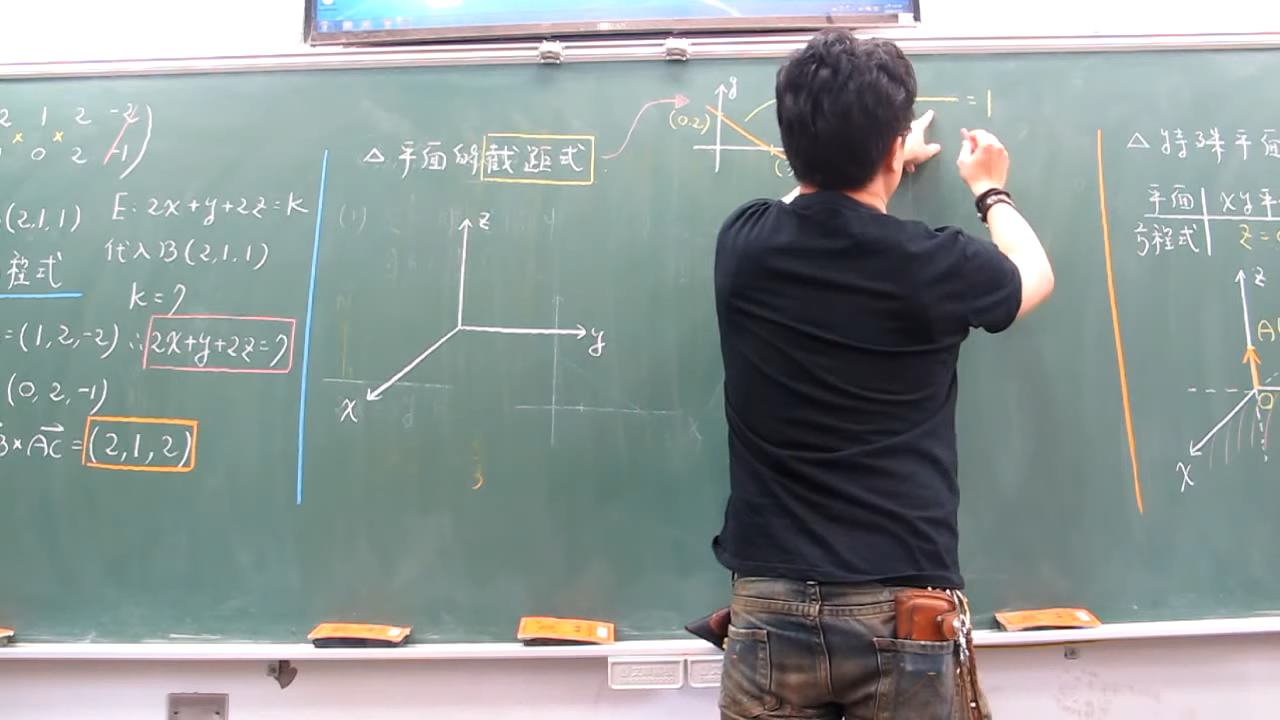 2 1 2 -2
0 2 -1
(2,1,1)
程式
=(1,2,-2)
(0,2,-1)
B×AC=(2,1,2)
E:2x+y+2z=k
代入B(2,1,1)
k=7
∴2x+y+2z=7
△平面的截距式
(1)
z
y
x
y
(0.2)
=1
△特殊平面
平面 xy平
方程式 z=
z
A
O
x